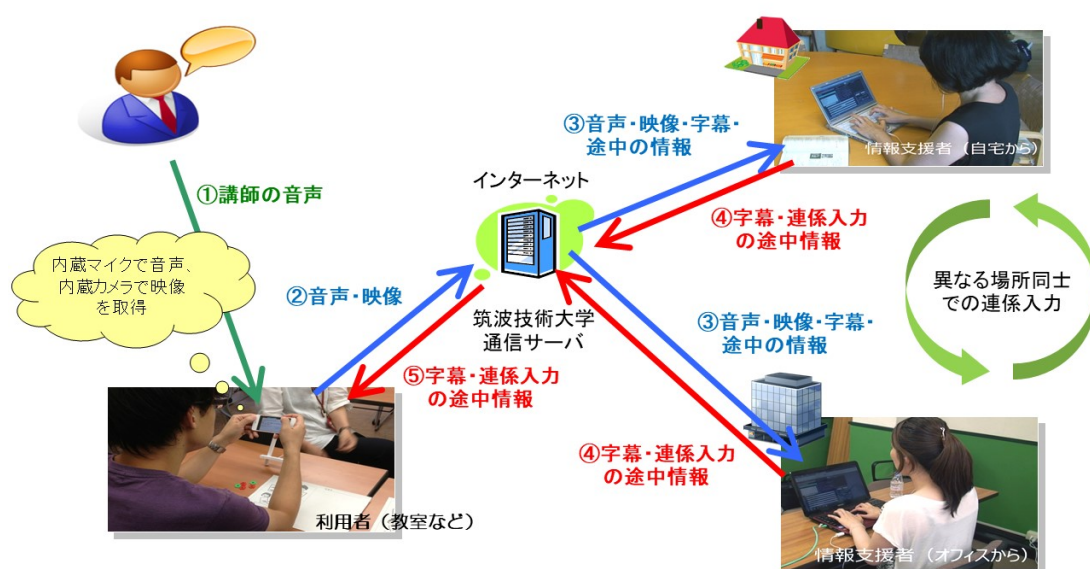 ①講師の音声
内蔵マイクで音声、
内蔵カメラで映像
を取得
②音声・映像
インターネット
筑波技術大学
通信サーバ
③音声・映像・字幕・
途中の情報
情報支援者（自宅から）
④字幕・連係入力
の途中情報
異なる場所同士
での連係入力
③音声・映像・字幕・
途中の情報
④字幕・連係入力
の途中情報
情報支援者（オフィスから）
⑤字幕・連係入力
の途中情報
利用者（教室など）